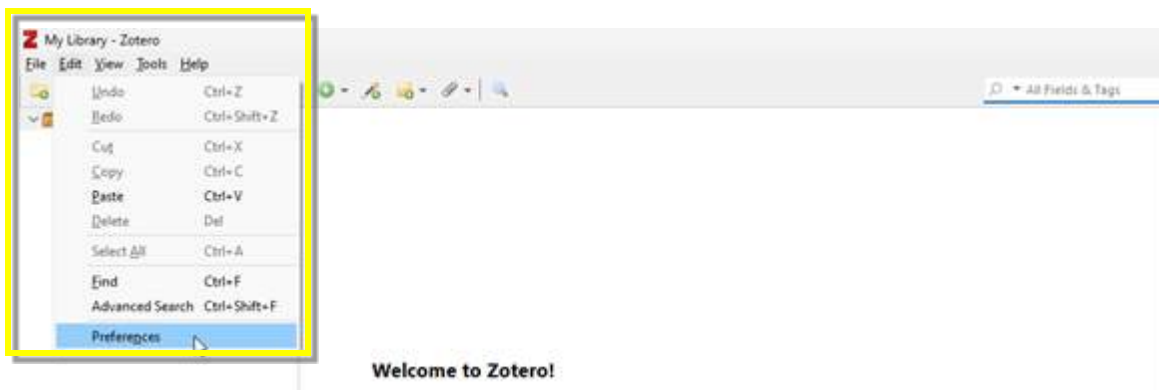 My Library - Zotero
File Edit View Tools Help
Undo Ctrl+Z
Redo Ctrl+Shift+Z
Cut Ctrl+X
Copy Ctrl+C
Paste Ctrl+V
Delete Del
Select All Ctrl+A
Find Ctrl+F
Advanced Search Ctrl+Shift+F
Preferences
All Fields & Tags
Welcome to Zotero!